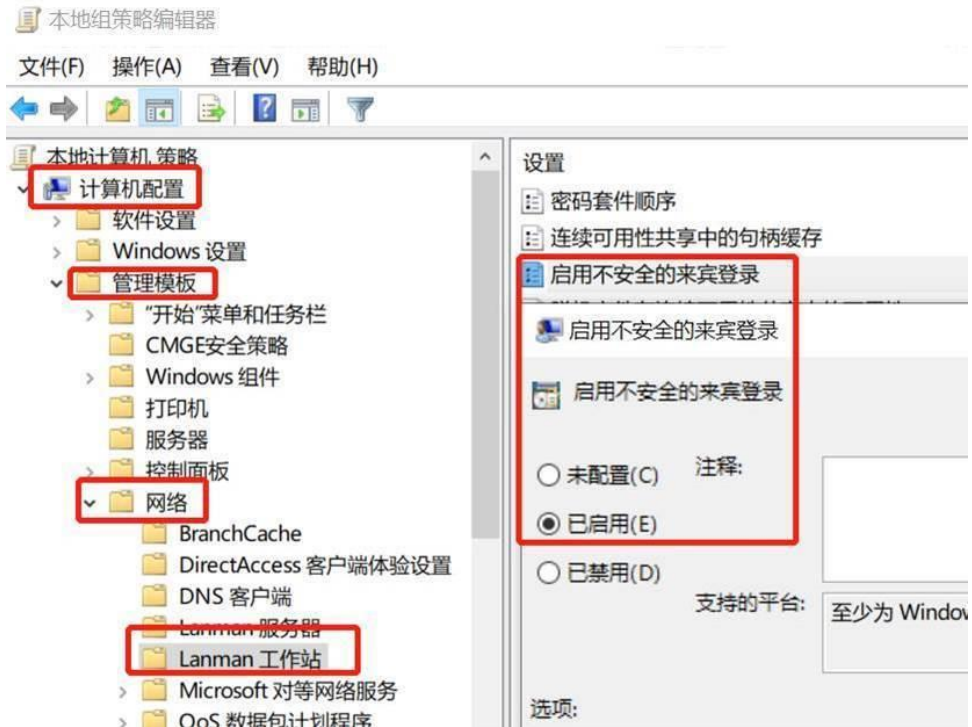 本地组策略编辑器
文件(F) 操作(A) 查看(V) 帮助(H)
本地计算机 策略
计算机配置
软件设置
Windows 设置
管理模板
“开始”菜单和任务栏
CMGE安全策略
Windows 组件
打印机
服务器
控制面板
网络
BranchCache
DirectAccess 客户端体验设置
DNS 客户端
Lanman 服务器
Lanman 工作站
Microsoft 对等网络服务
QoS 数据包计划程序
设置
密码套件顺序
连续可用性共享中的句柄缓存
启用不安全的来宾登录
启用不安全的来宾登录
启用不安全的来宾登录
未配置(C) 注释:
已启用(E)
已禁用(D)
支持的平台: 至少为 Window
选项: